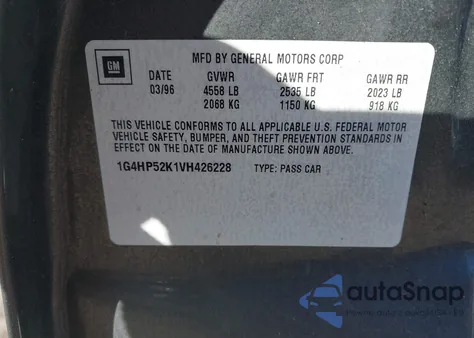 GM
MFD BY GENERAL MOTORS CORP
DATE GVWR GAWR FRT GAWR RR
03/96 4558 LB 2535 LB 2023 LB
2068 KG 1150 KG 918 KG
THIS VEHICLE CONFORMS TO ALL APPLICABLE U.S. FEDERAL MOTOR
VEHICLE SAFETY, BUMPER, AND THEFT PREVENTION STANDARDS IN
EFFECT ON THE DATE OF MANUFACTURE SHOWN ABOVE.
1G4HP52K1VH426228 TYPE: PASS CAR
autoSnap